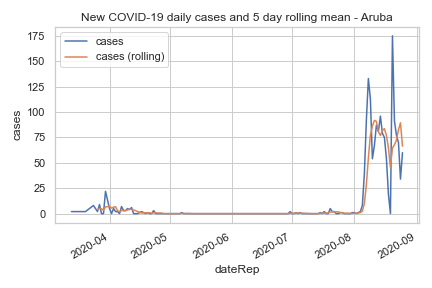 New COVID-19 daily cases and 5 day rolling mean - Aruba
cases
cases (rolling)
175
150
125
100
75
50
25
0
cases
2020-04
2020-05
2020-06
2020-07
2020-08
2020-09
dateRep